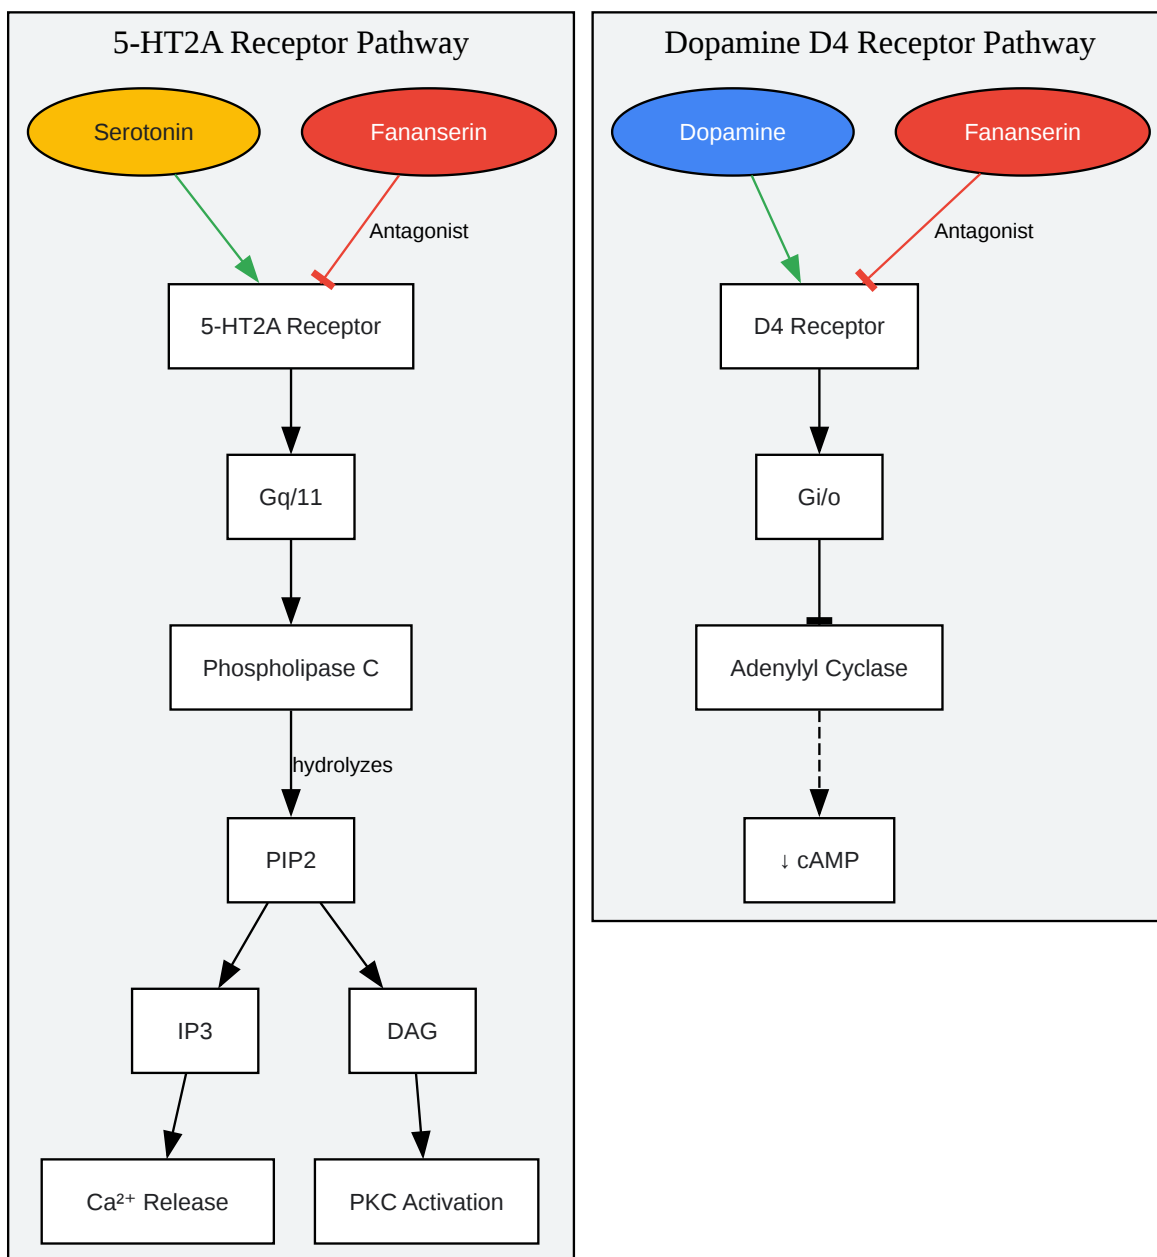 5-HT2A Receptor Pathway
Serotonin
Fananserin
Antagonist
5-HT2A Receptor
Gq/11
Phospholipase C
hydrolyzes
PIP2
IP3
DAG
Ca²⁺ Release
PKC Activation
Dopamine D4 Receptor Pathway
Dopamine
Fananserin
Antagonist
D4 Receptor
Gi/o
Adenylyl Cyclase
↓ cAMP